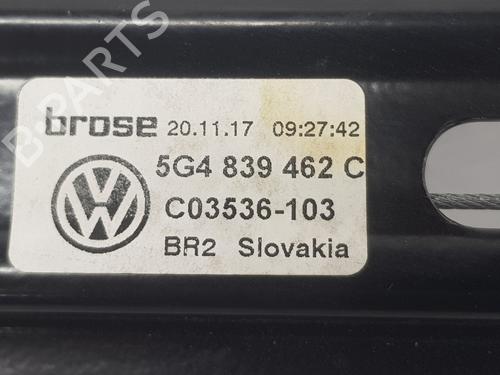 brose 20.11.17 09:27:42
5G4 839 462 C
C03536-103
BR2 Slovakia
B-PARTS